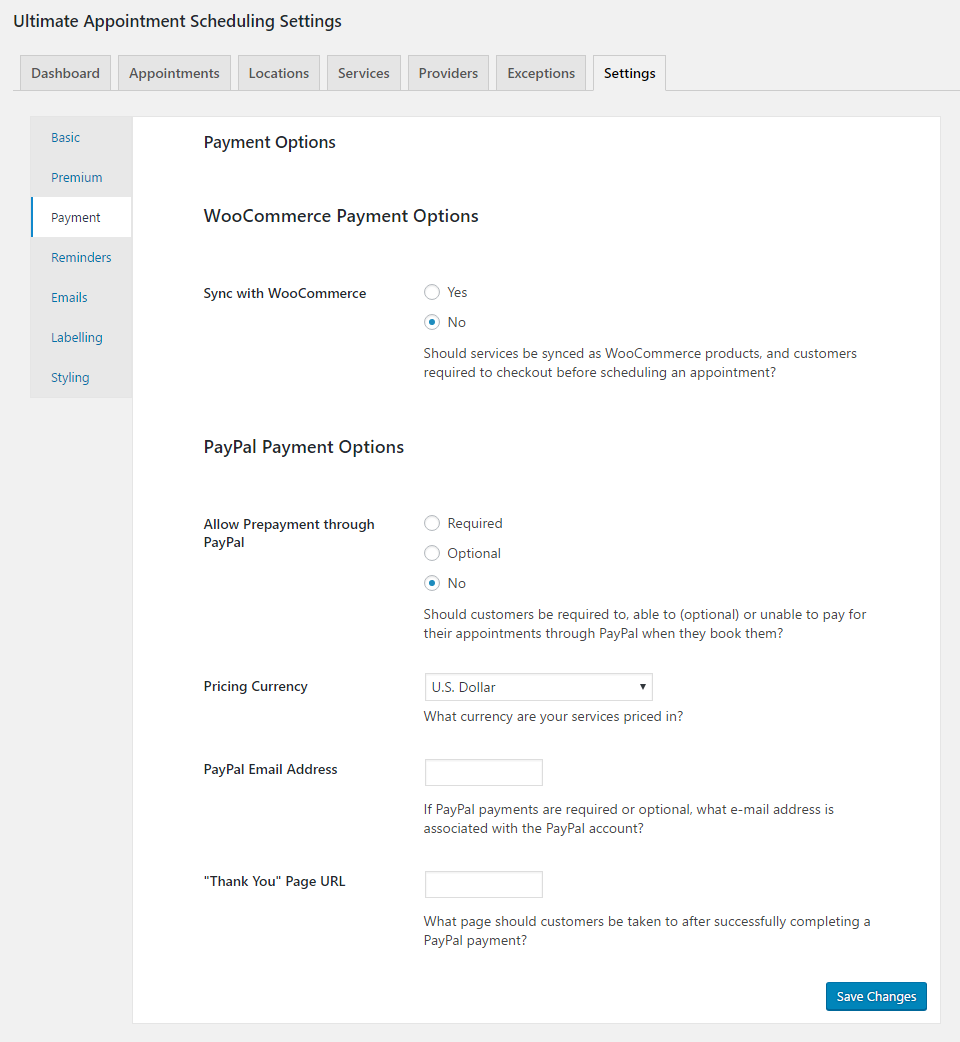 Ultimate Appointment Scheduling Settings
Dashboard
Appointments
Locations
Services
Providers
Exceptions
Settings
Basic
Premium
Payment
Reminders
Emails
Labelling
Styling
Payment Options
WooCommerce Payment Options
Sync with WooCommerce
Yes
No
Should services be synced as WooCommerce products, and customers
required to checkout before scheduling an appointment?
PayPal Payment Options
Allow Prepayment through
PayPal
Required
Optional
No
Should customers be required to, able to (optional) or unable to pay for
their appointments through PayPal when they book them?
Pricing Currency
U.S. Dollar
What currency are your services priced in?
PayPal Email Address
If PayPal payments are required or optional, what e-mail address is
associated with the PayPal account?
"Thank You" Page URL
What page should customers be taken to after successfully completing a
PayPal payment?
Save Changes